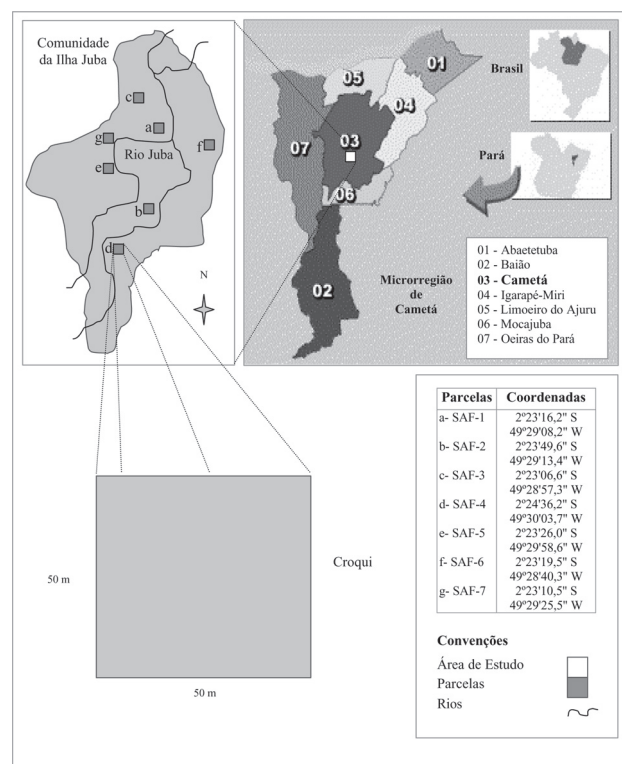 Comunidade
da Ilha Juba
c
a
g
f
Rio Juba
e
b
d
N
01
05
04
03
07
06
02
Brasil
Pará
Microrregião
de
Cametá
01 - Abaetetuba
02 - Baião
03 - Cametá
04 - Igarapé-Miri
05 - Limoeiro do Ajuru
06 - Mocajuba
07 - Oeiras do Pará
50 m
50 m
Croqui
Parcelas Coordenadas
a- SAF-1 2º23'16,2" S
49º29'08,2" W
b- SAF-2 2º23'49,6" S
49º29'13,4" W
c- SAF-3 2º23'06,6" S
49º28'57,3" W
d- SAF-4 2º24'36,2" S
49º30'03,7" W
e- SAF-5 2º23'26,0" S
49º29'58,6" W
f- SAF-6 2º23'19,5" S
49º28'40,3" W
g- SAF-7 2º23'10,5" S
49º29'25,5" W
Convenções
Área de Estudo
Parcelas
Rios